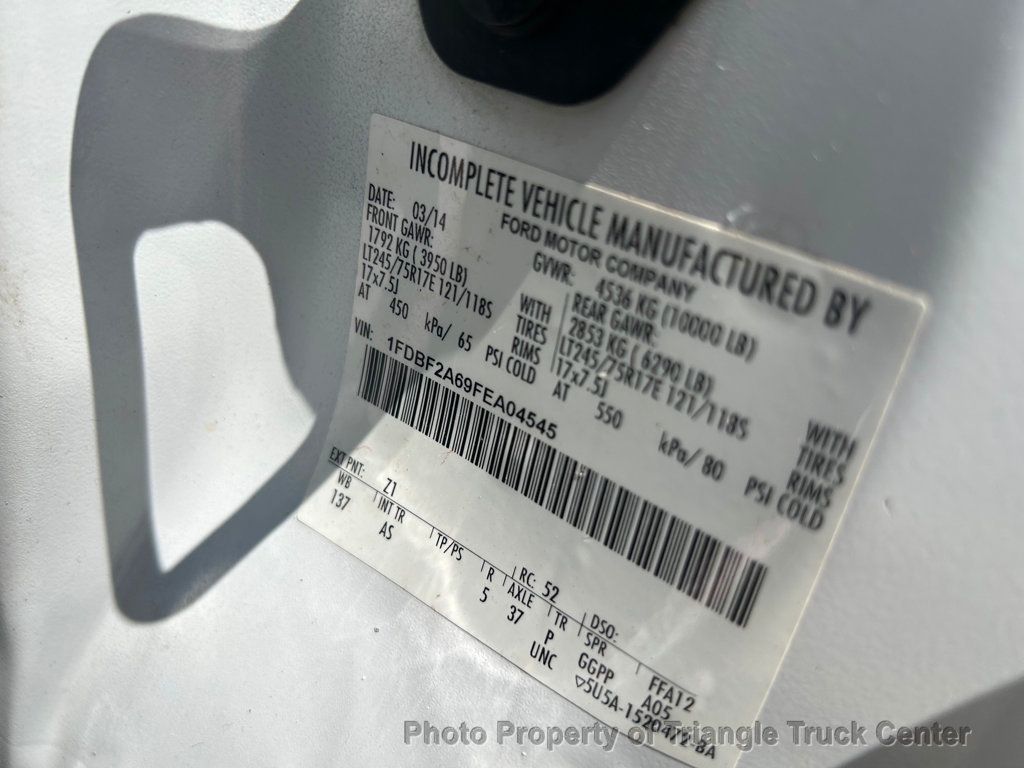 INCOMPLETE VEHICLE MANUFACTURED BY
FORD MOTOR COMPANY
DATE: 03/14 GVWR: 4536 KG (10000 LB)
FRONT GAWR: REAR GAWR:
1792 KG ( 3950 LB) WITH 2853 KG ( 6290 LB) WITH
LT245/75R17E 121/118S TIRES LT245/75R17E 121/118S TIRES
17x7.5J RIMS 17x7.5J RIMS
AT 450 kPa/ 65 PSI COLD AT 550 kPa/ 80 PSI COLD
VIN: 1FDBF2A69FEA04545
EXT PNT: Z1 RC: 52 DSO:
WB INT TR TP/PS R AXLE TR SPR
137 AS 5 37 P GGPP FFA12
UNC A05
▽5U5A-1520472-BA
Photo Property of Triangle Truck Center